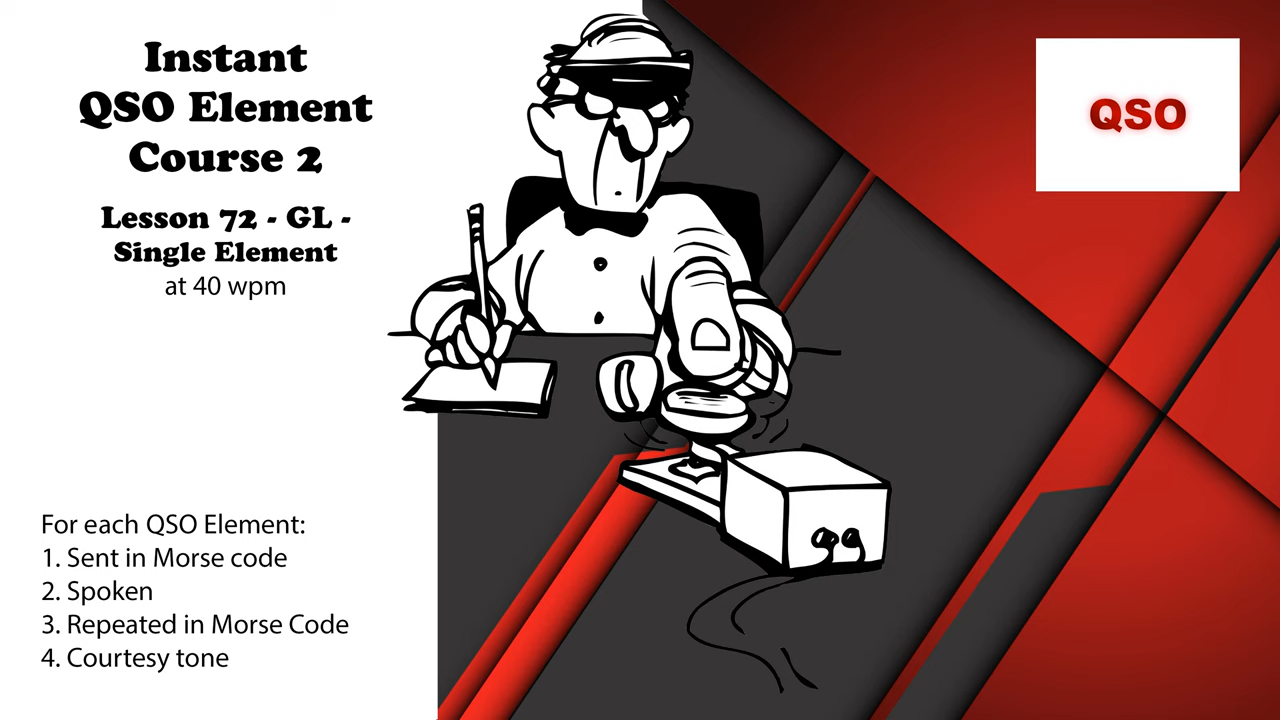 Instant
QSO Element
Course 2
Lesson 72 - GL -
Single Element
at 40 wpm
QSO
For each QSO Element:
1. Sent in Morse code
2. Spoken
3. Repeated in Morse Code
4. Courtesy tone